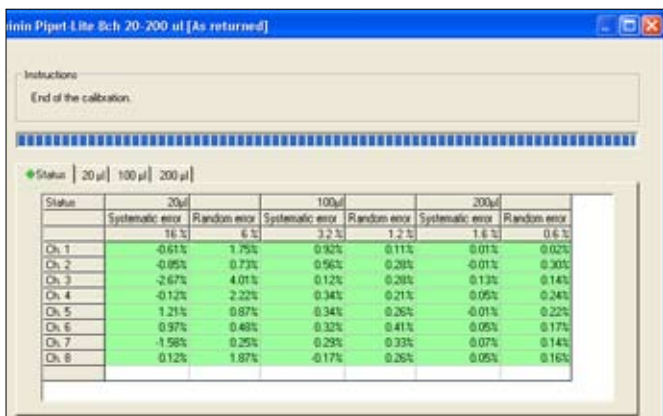 inin Pipet-Lite 8ch 20-200 ul [As returned]
Instructions
End of the calibration.
Status 20 µl 100 µl 200 µl
Status 20µl 100µl 200µl
Systematic error Random error Systematic error Random error Systematic error Random error
16 % 6 % 3.2 % 1.2 % 1.6 % 0.6 %
Ch. 1 -0.61% 1.75% 0.92% 0.11% 0.01% 0.02%
Ch. 2 -0.85% 0.73% 0.56% 0.28% -0.01% 0.30%
Ch. 3 -2.67% 4.01% 0.12% 0.28% 0.13% 0.14%
Ch. 4 -0.12% 2.22% 0.34% 0.21% 0.05% 0.24%
Ch. 5 1.21% 0.87% 0.34% 0.26% -0.01% 0.22%
Ch. 6 0.97% 0.48% 0.32% 0.41% 0.05% 0.17%
Ch. 7 -1.58% 0.25% 0.29% 0.33% 0.07% 0.14%
Ch. 8 0.12% 1.87% -0.17% 0.26% 0.05% 0.16%